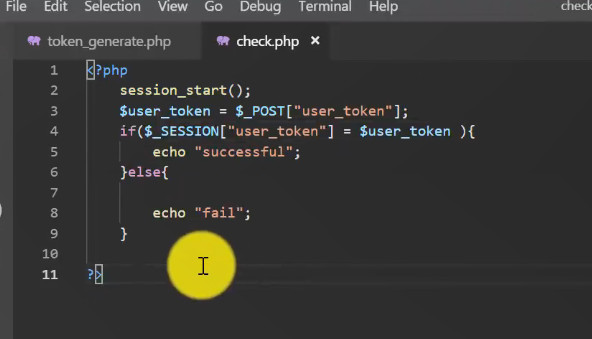 File Edit Selection View Go Debug Terminal Help check
token_generate.php check.php ×
1 <?php
2 session_start();
3 $user_token = $_POST["user_token"];
4 if($_SESSION["user_token"] = $user_token ){
5 echo "successful";
6 }else{
7
8 echo "fail";
9 }
10
11 ?>